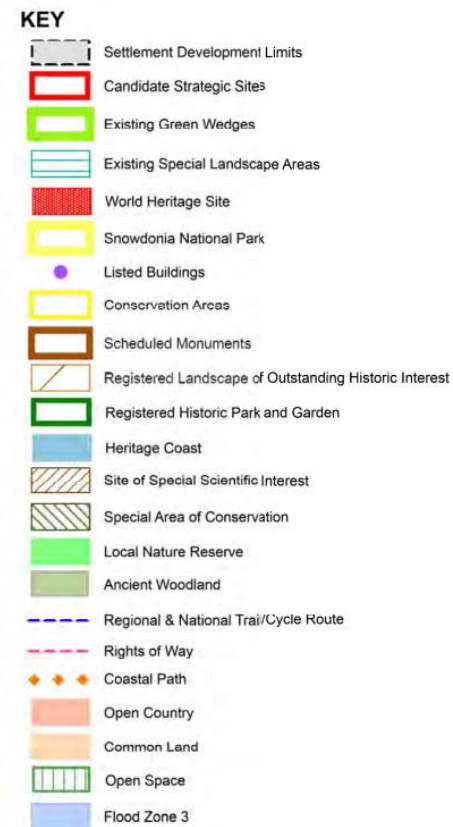 KEY
Settlement Development Limits
Candidate Strategic Sites
Existing Green Wedges
Existing Special Landscape Areas
World Heritage Site
Snowdonia National Park
Listed Buildings
Conservation Areas
Scheduled Monuments
Registered Landscape of Outstanding Historic Interest
Registered Historic Park and Garden
Heritage Coast
Site of Special Scientific Interest
Special Area of Conservation
Local Nature Reserve
Ancient Woodland
Regional & National Trail/Cycle Route
Rights of Way
Coastal Path
Open Country
Common Land
Open Space
Flood Zone 3